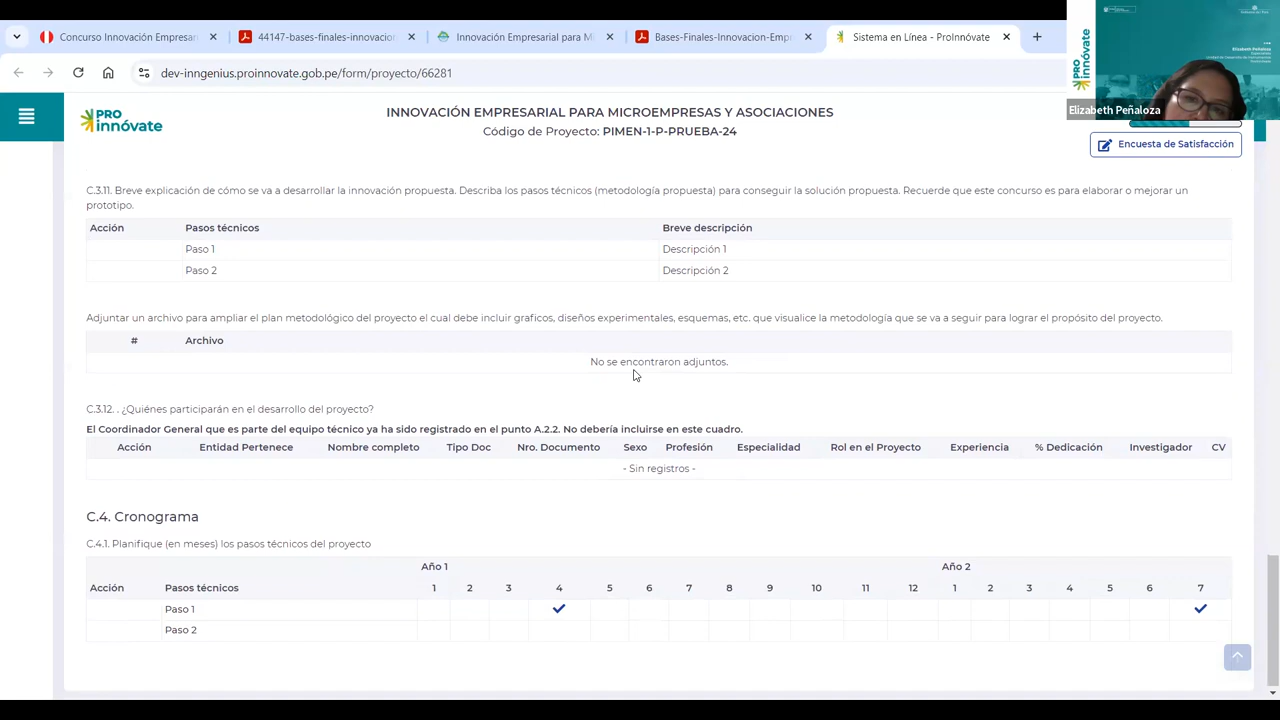 Concurso Innovación Empresar
44147-bases-finales-innovacion
Innovación Empresarial para Mi
Bases-Finales-Innovacion-Empr
Sistema en Línea - ProInnóvate
dev-inngenius.proinnovate.gob.pe/form/proyecto/66281
PRO innóvate
Elizabeth Peñaloza
Elizabeth Peñaloza
PRO innóvate
INNOVACIÓN EMPRESARIAL PARA MICROEMPRESAS Y ASOCIACIONES
Código de Proyecto: PIMEN-1-P-PRUEBA-24
Encuesta de Satisfacción
C.3.11. Breve explicación de cómo se va a desarrollar la innovación propuesta. Describa los pasos técnicos (metodología propuesta) para conseguir la solución propuesta. Recuerde que este concurso es para elaborar o mejorar un
prototipo.
Acción Pasos técnicos Breve descripción
Paso 1 Descripción 1
Paso 2 Descripción 2
Adjuntar un archivo para ampliar el plan metodológico del proyecto el cual debe incluir graficos, diseños experimentales, esquemas, etc. que visualice la metodología que se va a seguir para lograr el propósito del proyecto.
# Archivo
No se encontraron adjuntos.
C.3.12. . ¿Quiénes participarán en el desarrollo del proyecto?
El Coordinador General que es parte del equipo técnico ya ha sido registrado en el punto A.2.2. No debería incluirse en este cuadro.
Acción Entidad Pertenece Nombre completo Tipo Doc Nro. Documento Sexo Profesión Especialidad Rol en el Proyecto Experiencia % Dedicación Investigador CV
- Sin registros -
C.4. Cronograma
C.4.1. Planifique (en meses) los pasos técnicos del proyecto
Año 1 Año 2
Acción Pasos técnicos 1 2 3 4 5 6 7 8 9 10 11 12 1 2 3 4 5 6 7
Paso 1
Paso 2